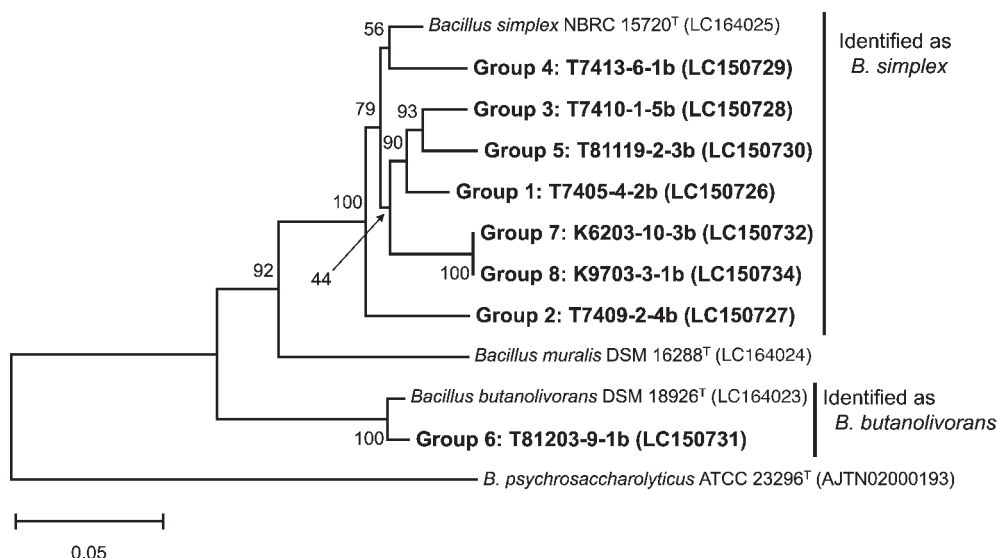 56
Bacillus simplex NBRC 15720T (LC164025)
Identified as
B. simplex
Group 4: T7413-6-1b (LC150729)
79
93
Group 3: T7410-1-5b (LC150728)
90
Group 5: T81119-2-3b (LC150730)
Group 1: T7405-4-2b (LC150726)
100
Group 7: K6203-10-3b (LC150732)
44
100
Group 8: K9703-3-1b (LC150734)
92
Group 2: T7409-2-4b (LC150727)
Bacillus muralis DSM 16288T (LC164024)
Bacillus butanolivorans DSM 18926T (LC164023)
Identified as
B. butanolivorans
100
Group 6: T81203-9-1b (LC150731)
B. psychrosaccharolyticus ATCC 23296T (AJTN02000193)
0.05